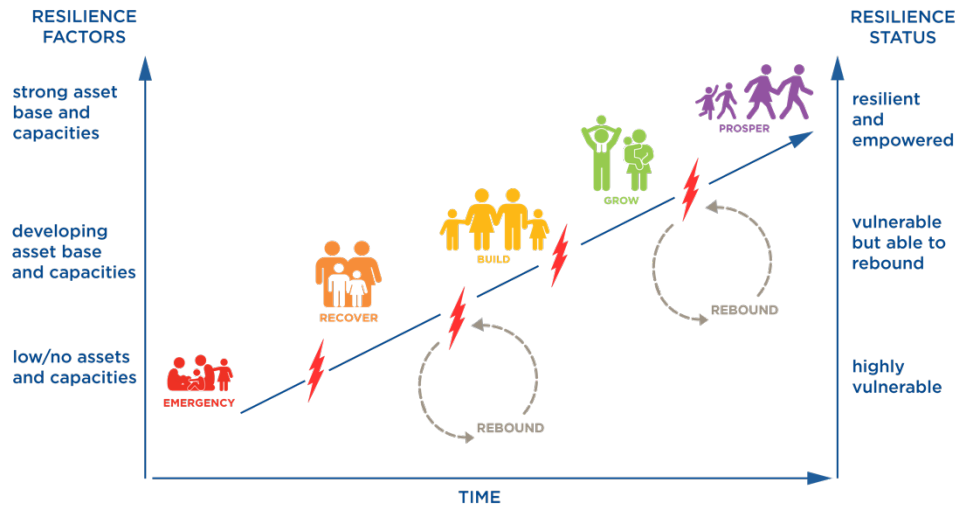 RESILIENCE
FACTORS
RESILIENCE
STATUS
strong asset
base and
capacities
developing
asset base
and capacities
low/no assets
and capacities
EMERGENCY
RECOVER
BUILD
GROW
PROSPER
REBOUND
REBOUND
resilient
and
empowered
vulnerable
but able to
rebound
highly
vulnerable
TIME